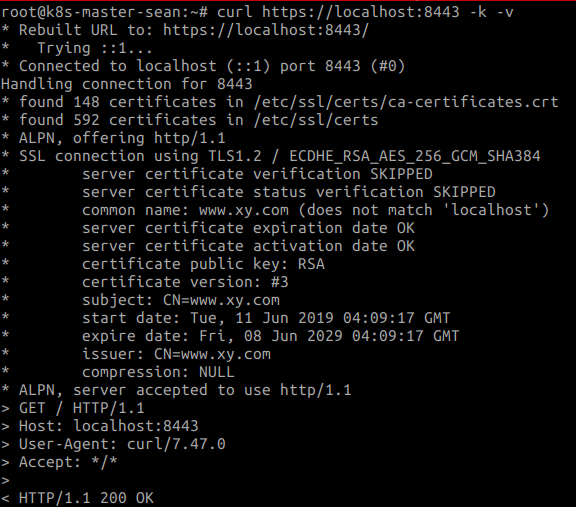 root@k8s-master-sean:~# curl https://localhost:8443 -k -v
* Rebuilt URL to: https://localhost:8443/
*   Trying ::1...
* Connected to localhost (::1) port 8443 (#0)
Handling connection for 8443
* found 148 certificates in /etc/ssl/certs/ca-certificates.crt
* found 592 certificates in /etc/ssl/certs
* ALPN, offering http/1.1
* SSL connection using TLS1.2 / ECDHE_RSA_AES_256_GCM_SHA384
*        server certificate verification SKIPPED
*        server certificate status verification SKIPPED
*        common name: www.xy.com (does not match 'localhost')
*        server certificate expiration date OK
*        server certificate activation date OK
*        certificate public key: RSA
*        certificate version: #3
*        subject: CN=www.xy.com
*        start date: Tue, 11 Jun 2019 04:09:17 GMT
*        expire date: Fri, 08 Jun 2029 04:09:17 GMT
*        issuer: CN=www.xy.com
*        compression: NULL
* ALPN, server accepted to use http/1.1
> GET / HTTP/1.1
> Host: localhost:8443
> User-Agent: curl/7.47.0
> Accept: */*
>
< HTTP/1.1 200 OK